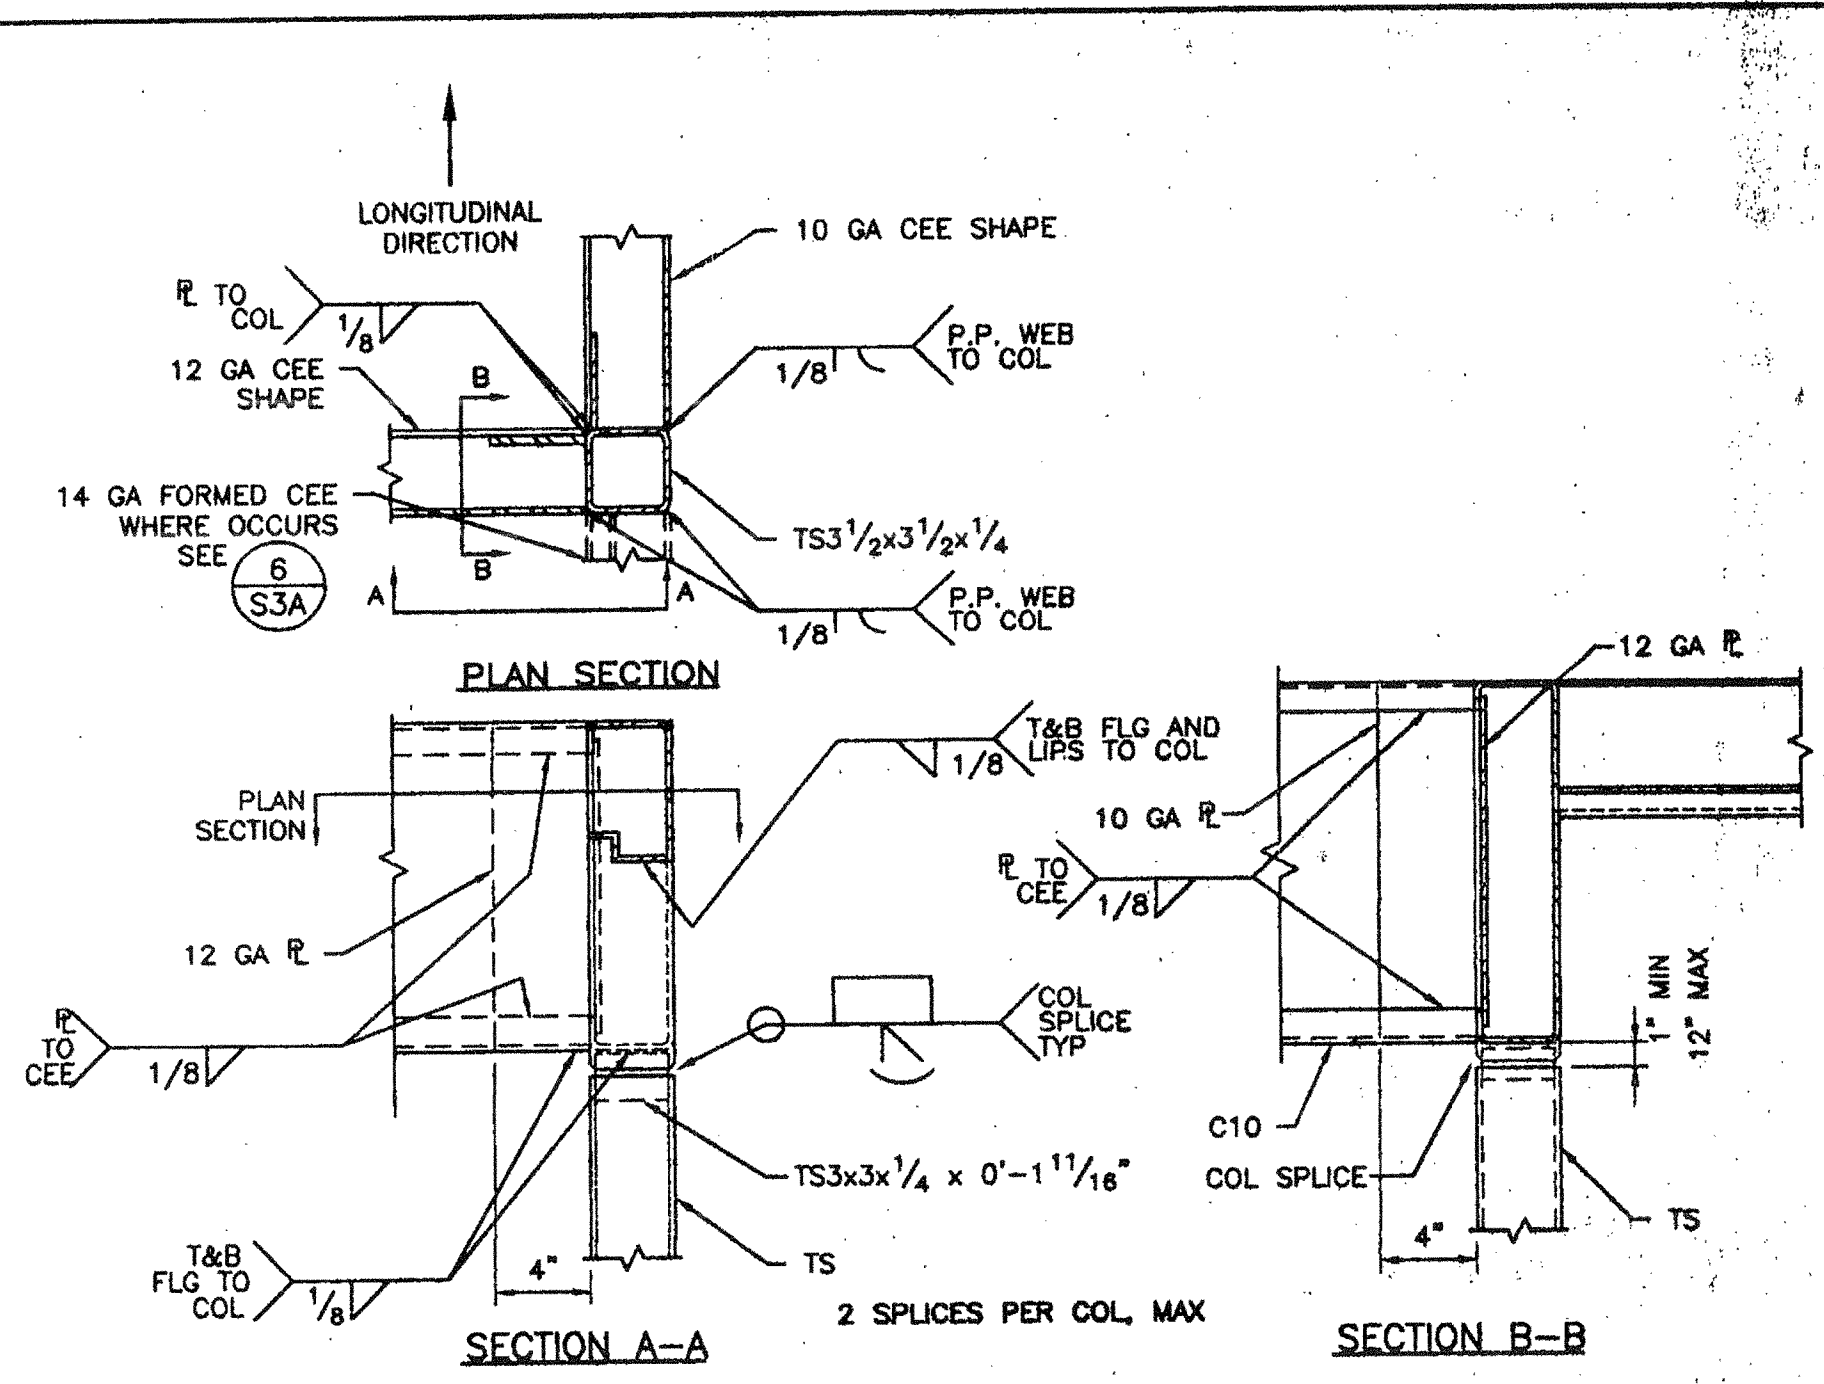 LONGITUDINAL
DIRECTION
10 GA CEE SHAPE
℄ TO
COL
1/8
P.P. WEB
TO COL
1/8
12 GA CEE
SHAPE
B
14 GA FORMED CEE
WHERE OCCURS
SEE
6
S3A
TS3 1/2x3 1/2x1/4
B
A
A
P.P. WEB
TO COL
1/8
PLAN SECTION
12 GA PL
T&B FLG AND
LIPS TO COL
1/8
PLAN
SECTION
10 GA PL
PL TO
CEE
1/8
12 GA PL
1" MIN
12" MAX
COL
SPLICE
TYP
PL
TO
CEE
1/8
C10
TS3x3x1/4 x 0'-1 11/16"
COL SPLICE
TS
4"
T&B
FLG TO
COL
1/8
4"
TS
2 SPLICES PER COL, MAX
SECTION A-A
SECTION B-B